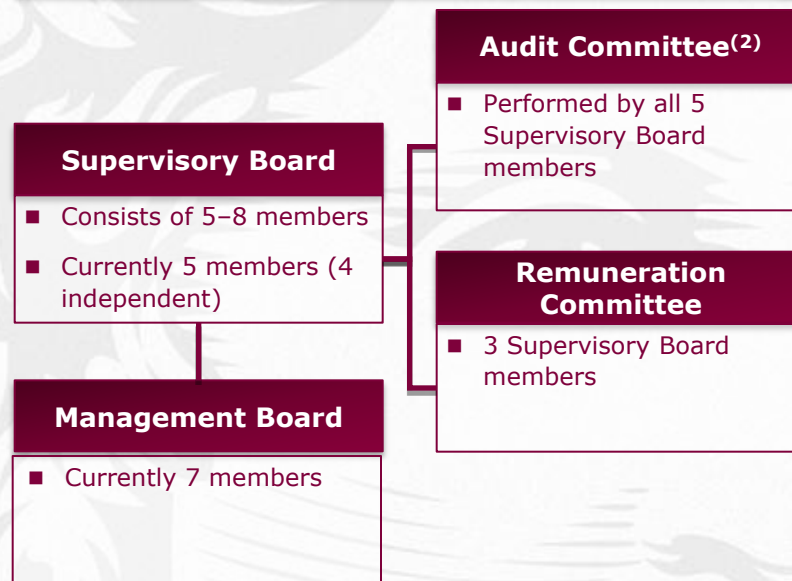 Audit Committee(2)
■ Performed by all 5
Supervisory Board
members
Supervisory Board
■ Consists of 5–8 members
■ Currently 5 members (4
independent)
Remuneration
Committee
■ 3 Supervisory Board
members
Management Board
■ Currently 7 members